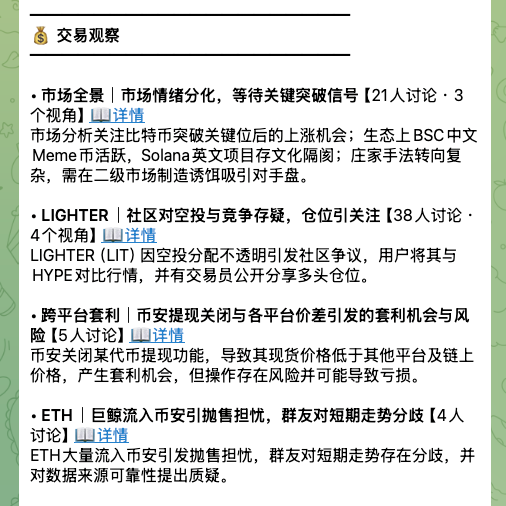 💰 交易观察
• 市场全景｜市场情绪分化，等待关键突破信号【21人讨论 · 3
个视角】📖详情
市场分析关注比特币突破关键位后的上涨机会；生态上BSC中文
Meme币活跃，Solana英文项目存文化隔阂；庄家手法转向复
杂，需在二级市场制造诱饵吸引对手盘。
• LIGHTER ｜社区对空投与竞争存疑，仓位引关注【38人讨论 ·
4个视角】📖详情
LIGHTER (LIT) 因空投分配不透明引发社区争议，用户将其与
HYPE对比行情，并有交易员公开分享多头仓位。
• 跨平台套利｜币安提现关闭与各平台价差引发的套利机会与风
险【5人讨论】📖详情
币安关闭某代币提现功能，导致其现货价格低于其他平台及链上
价格，产生套利机会，但操作存在风险并可能导致亏损。
• ETH｜巨鲸流入币安引抛售担忧，群友对短期走势分歧【4人
讨论】📖详情
ETH大量流入币安引发抛售担忧，群友对短期走势存在分歧，并
对数据来源可靠性提出质疑。